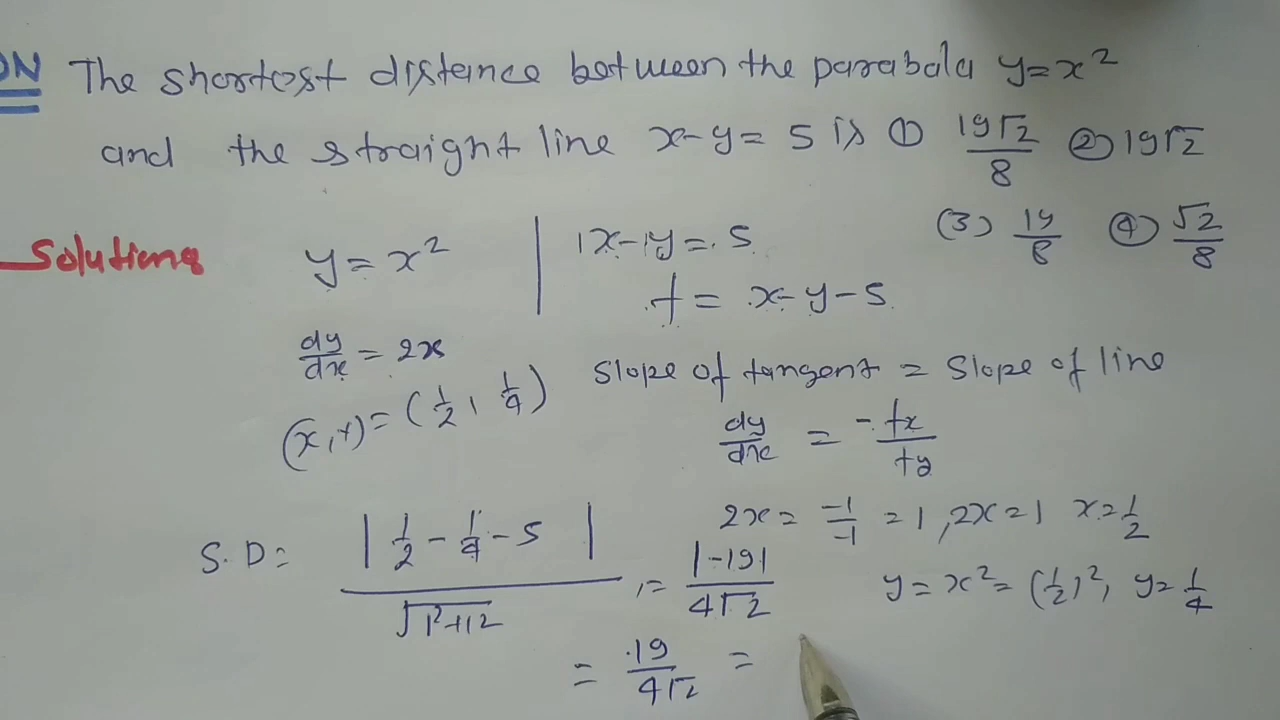 ON The shortest distance between the parabola y=x²
and the straight line x-y=5 is ① 19√2/8 ② 19√2
(3) 19/8 ④ √2/8
Solutions y=x² | 1x-1y=5
f = x-y-5
dy/dx = 2x Slope of tangent = Slope of line
(x,y)=(1/2, 1/4) dy/dx = -fx/fy
2x = -1/-1 = 1, 2x=1 x=1/2
S.D= |1/2 - 1/4 - 5| / √1²+1² = |-19|/4√2 y=x²=(1/2)², y=1/4
= 19/4√2 =